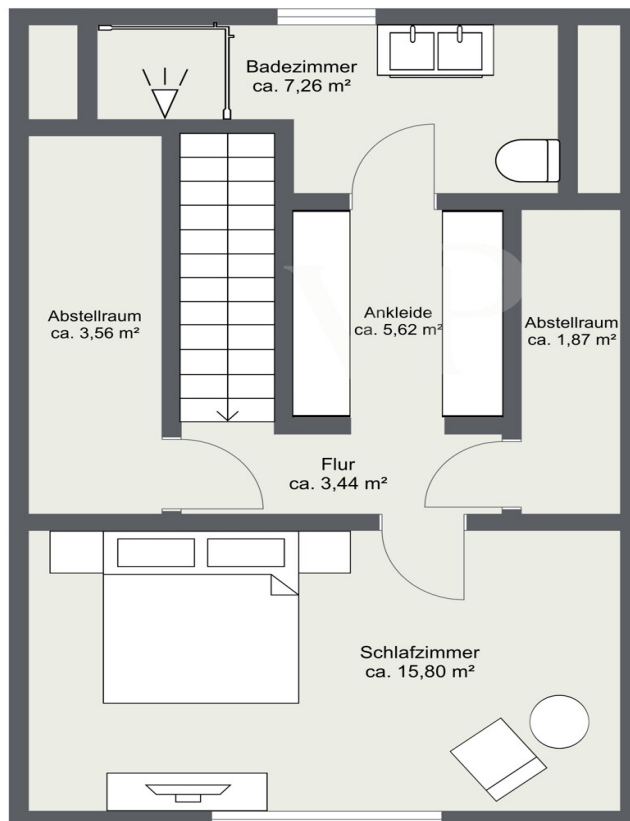 Badezimmer
ca. 7,26 m²
Abstellraum
ca. 3,56 m²
Ankleide
ca. 5,62 m²
Abstellraum
ca. 1,87 m²
Flur
ca. 3,44 m²
Schlafzimmer
ca. 15,80 m²
VP